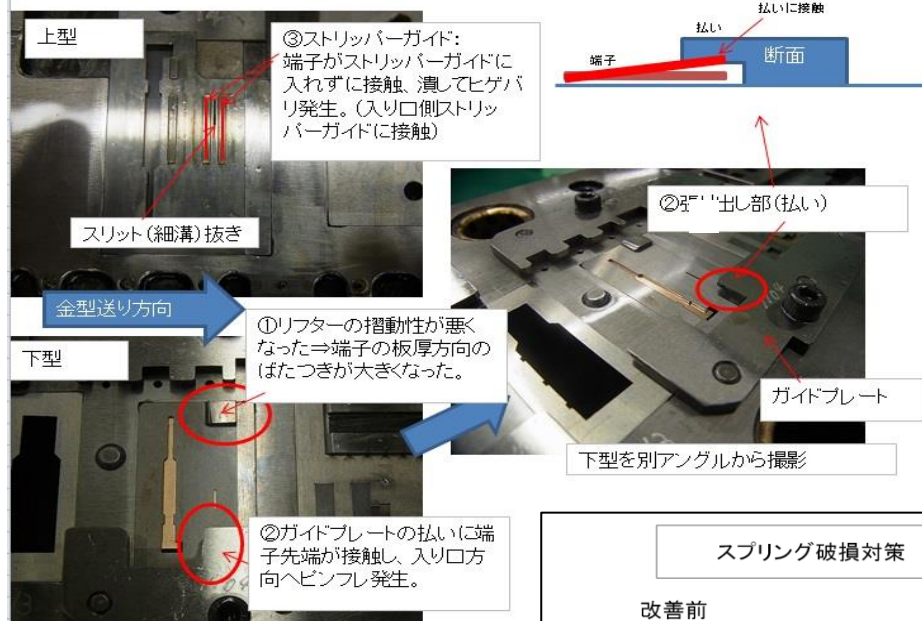 上型
③ストリッパーガイド:
端子がストリッパーガイドに
入れずに接触、潰してヒゲバ
リ発生。(入り口側ストリッ
パーガイドに接触)
スリット(細溝)抜き
払いに接触
払い
端子
断面
②張り出し部(払い)
金型送り方向
①リフターの摺動性が悪く
なった⇒端子の板厚方向の
ばたつきが大きくなった。
下型
ガイドプレート
下型を別アングルから撮影
②ガイドプレートの払いに端
子先端が接触し、入り口方
向へピンフレ発生。
スプリング破損対策
改善前